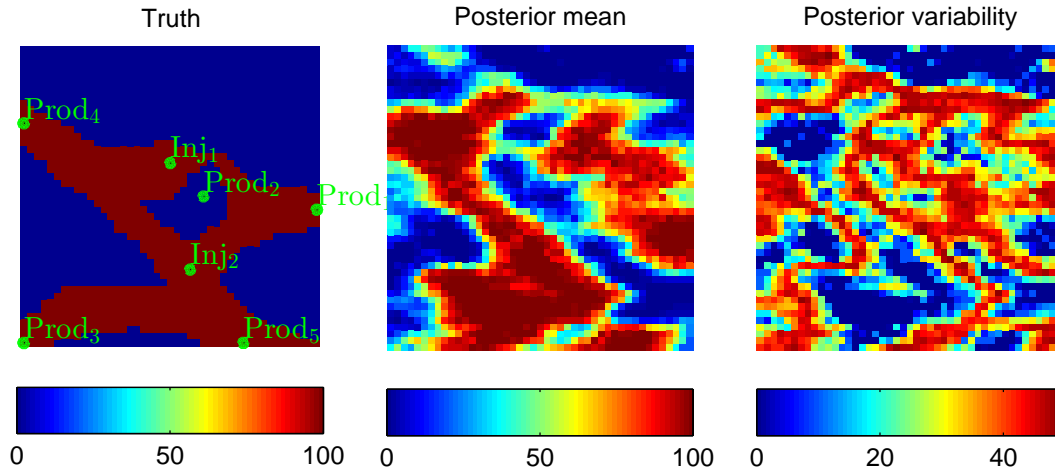 Truth
Posterior mean
Posterior variability
Prod₄
Inj₁
Prod₂
Prod₁
Inj₂
Prod₃
Prod₅
0 50 100
0 50 100
0 20 40